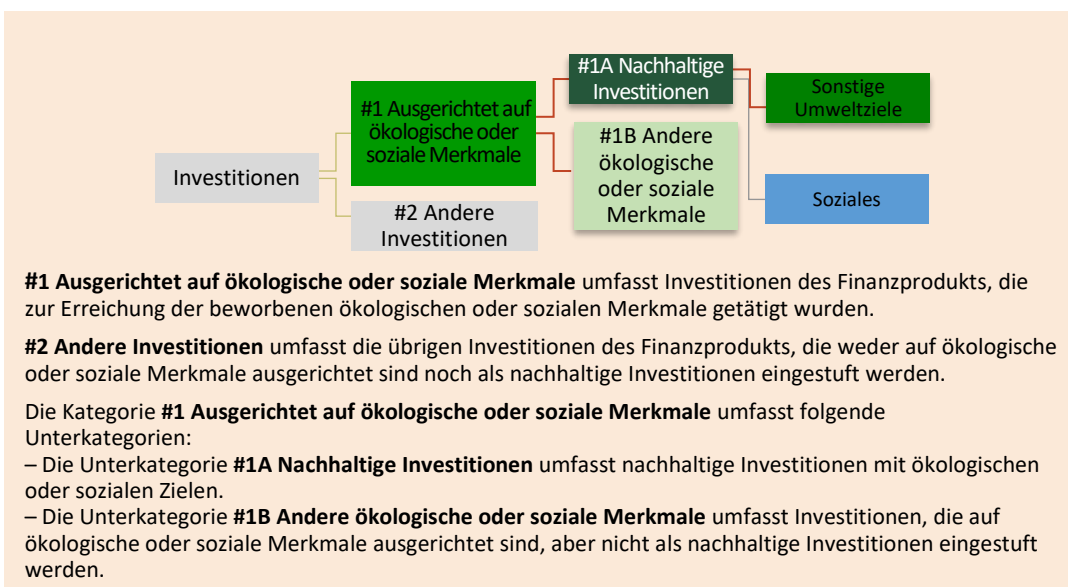 #1A Nachhaltige
Investitionen
Sonstige
Umweltziele
#1 Ausgerichtet auf
ökologische oder
soziale Merkmale
#1B Andere
ökologische
oder soziale
Merkmale
Investitionen
Soziales
#2 Andere
Investitionen
#1 Ausgerichtet auf ökologische oder soziale Merkmale umfasst Investitionen des Finanzprodukts, die
zur Erreichung der beworbenen ökologischen oder sozialen Merkmale getätigt wurden.
#2 Andere Investitionen umfasst die übrigen Investitionen des Finanzprodukts, die weder auf ökologische
oder soziale Merkmale ausgerichtet sind noch als nachhaltige Investitionen eingestuft werden.
Die Kategorie #1 Ausgerichtet auf ökologische oder soziale Merkmale umfasst folgende
Unterkategorien:
– Die Unterkategorie #1A Nachhaltige Investitionen umfasst nachhaltige Investitionen mit ökologischen
oder sozialen Zielen.
– Die Unterkategorie #1B Andere ökologische oder soziale Merkmale umfasst Investitionen, die auf
ökologische oder soziale Merkmale ausgerichtet sind, aber nicht als nachhaltige Investitionen eingestuft
werden.